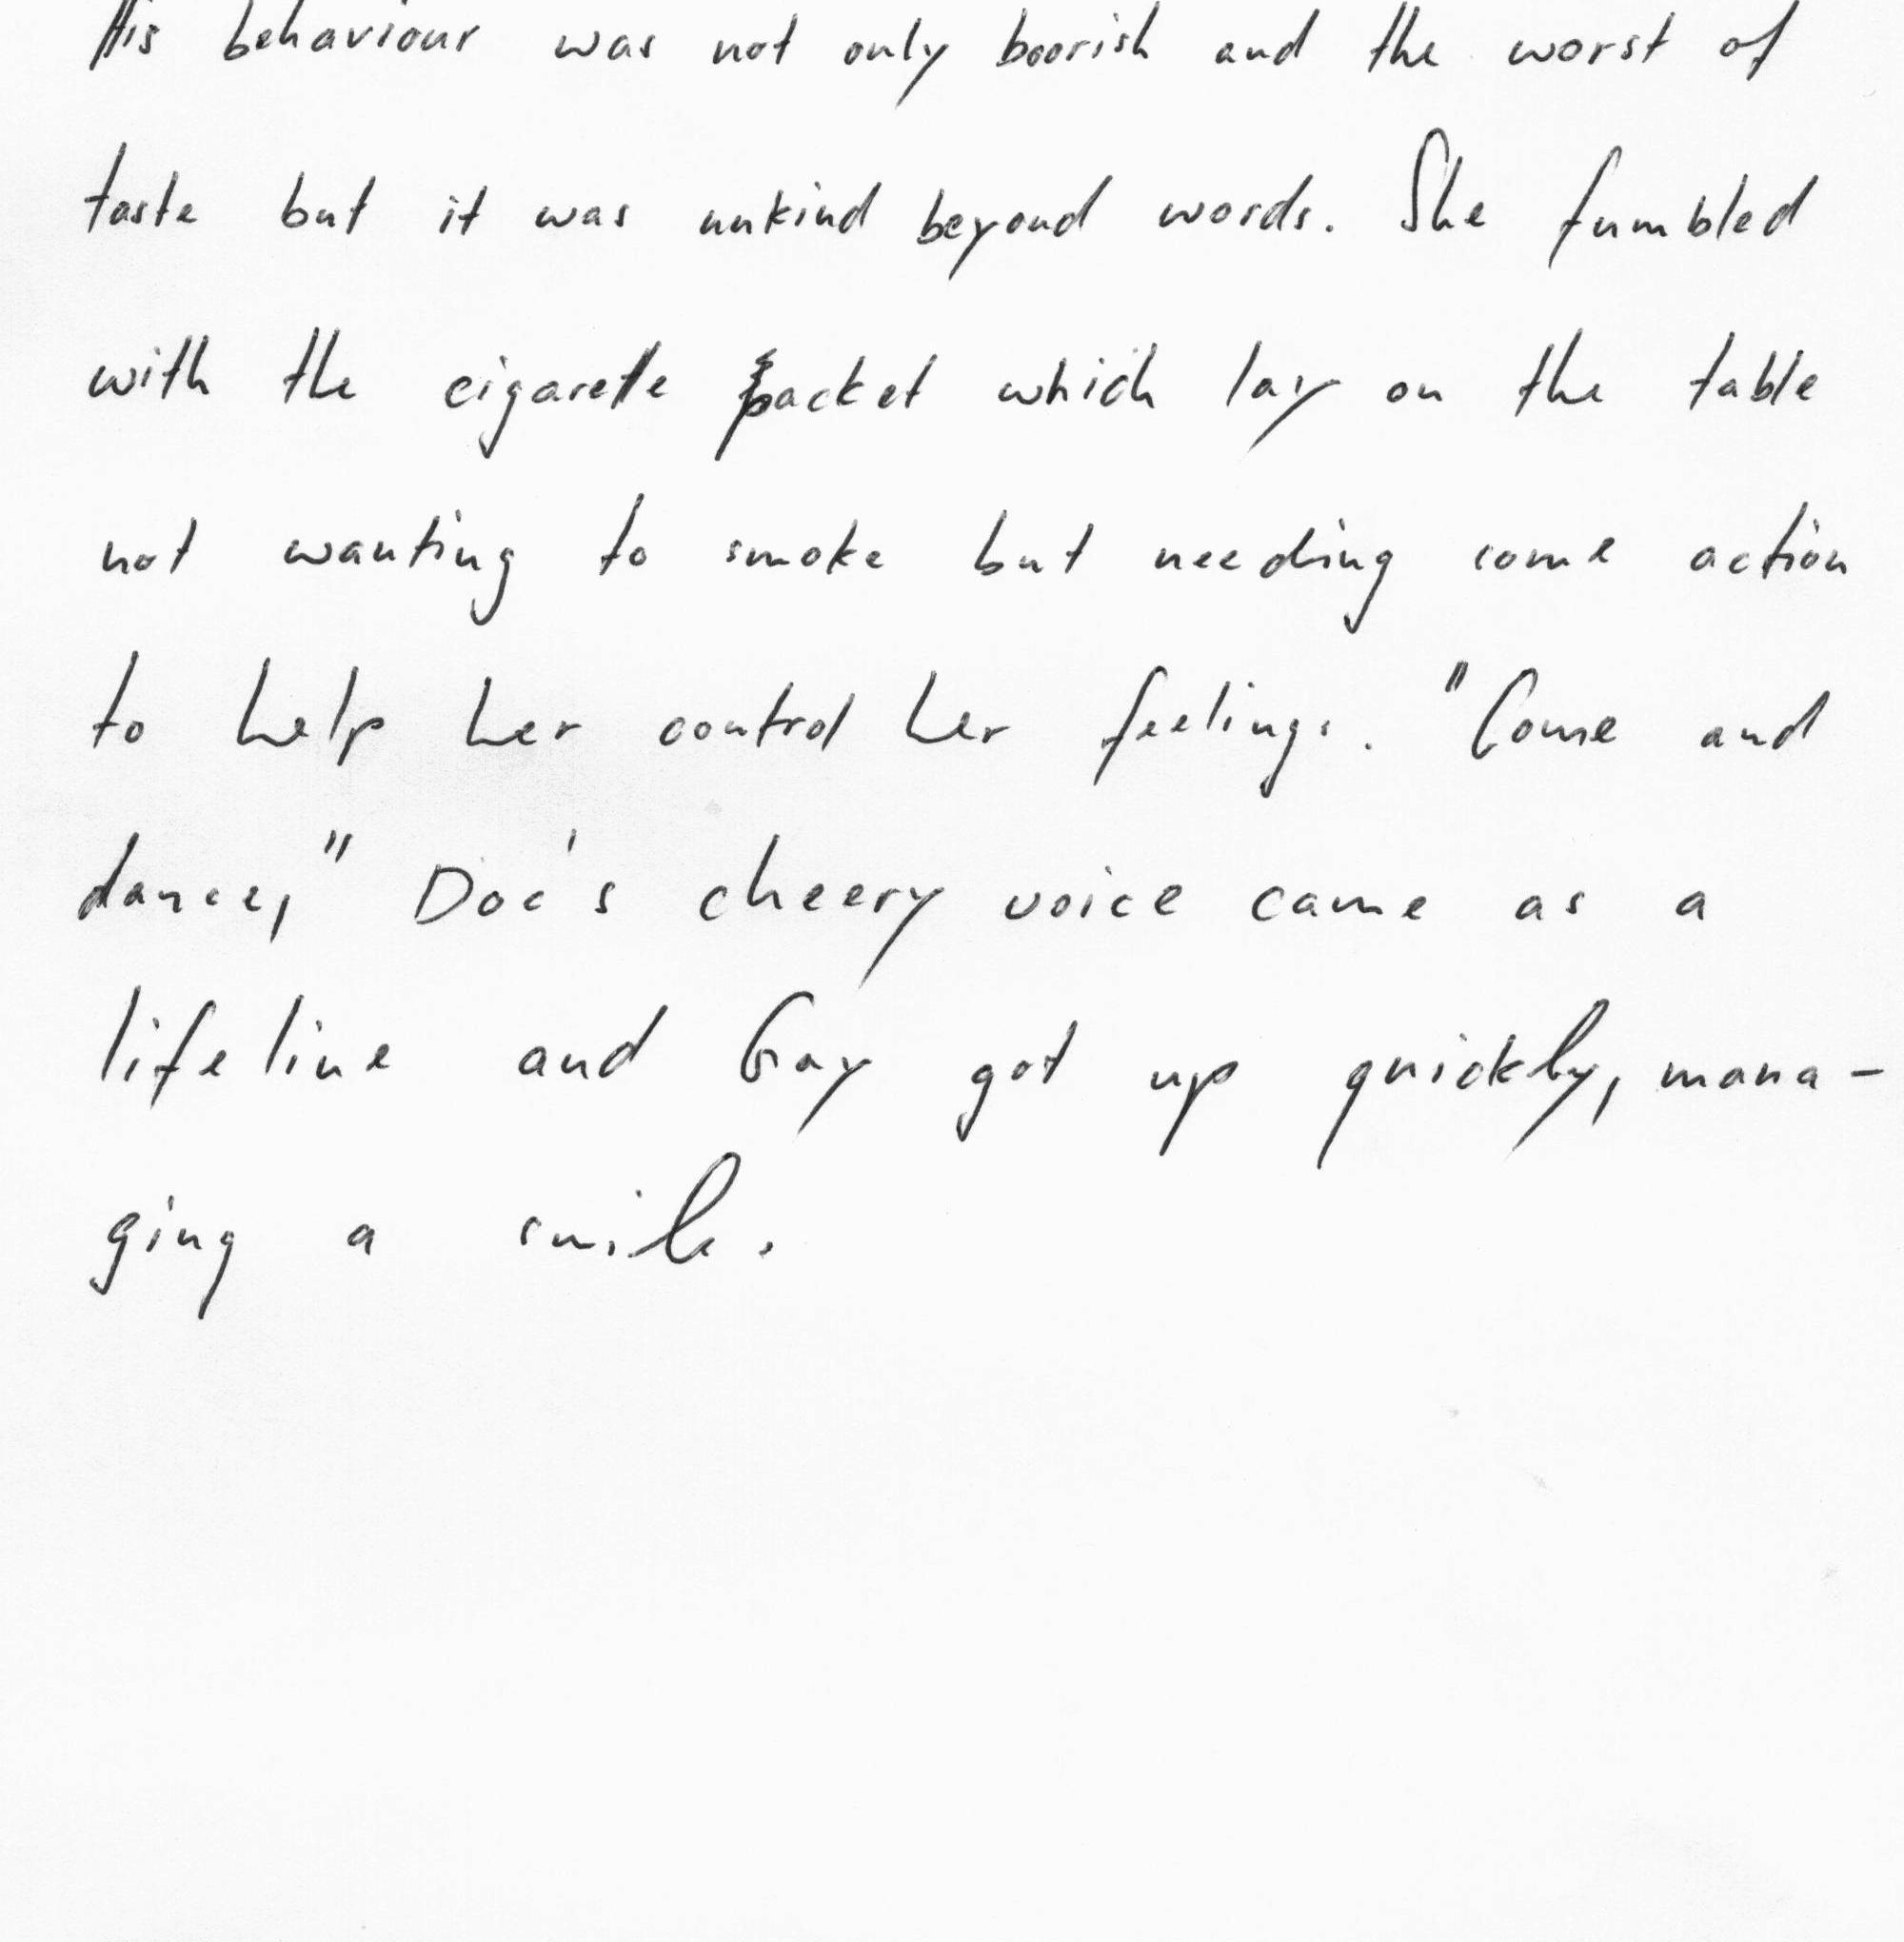 His behaviour was not only boorish and the worst of
taste but it was unkind beyond words. She fumbled
with the cigarette packet which lay on the table
not wanting to smoke but needing some action
to help her control her feelings. "Come and
dance," Doc's cheery voice came as a
lifeline and Gay got up quickly, mana-
ging a smile.